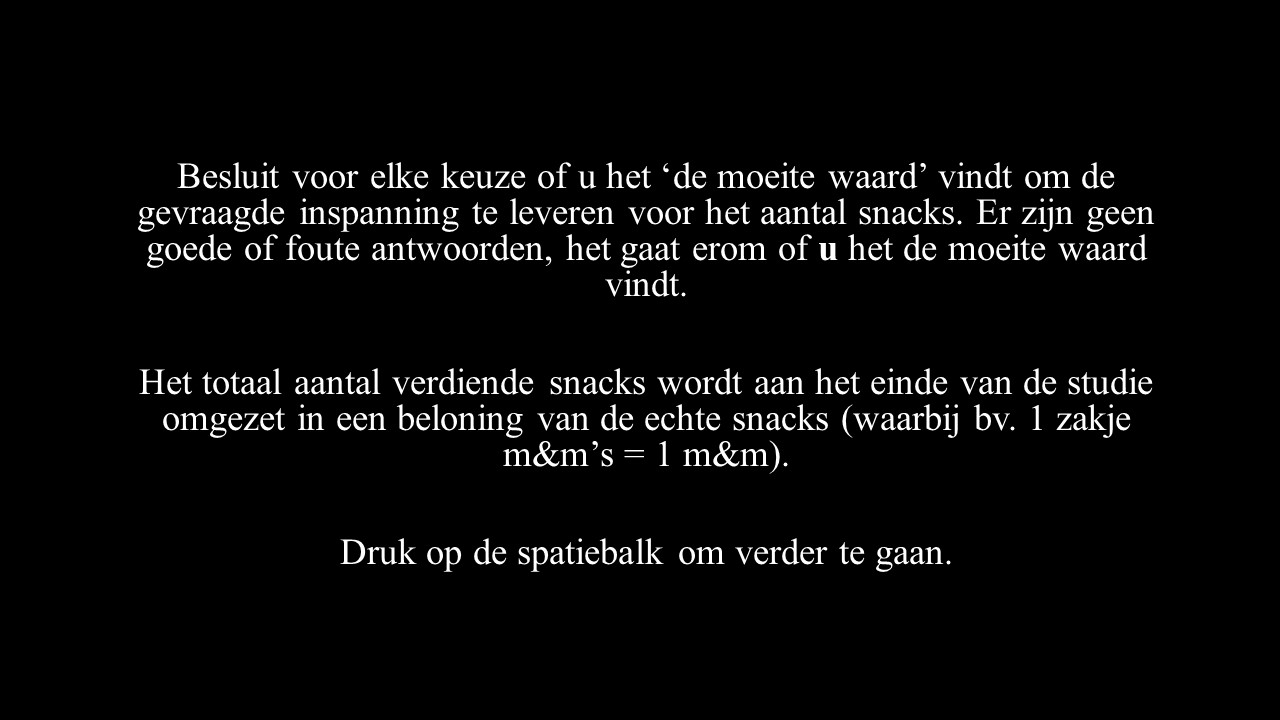 Besluit voor elke keuze of u het ‘de moeite waard’ vindt om de
gevraagde inspanning te leveren voor het aantal snacks. Er zijn geen
goede of foute antwoorden, het gaat erom of u het de moeite waard
vindt.
Het totaal aantal verdiende snacks wordt aan het einde van de studie
omgezet in een beloning van de echte snacks (waarbij bv. 1 zakje
m&m’s = 1 m&m).
Druk op de spatiebalk om verder te gaan.